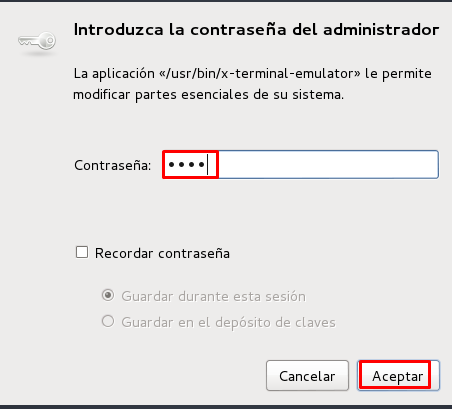 Introduzca la contraseña del administrador
La aplicación «/usr/bin/x-terminal-emulator» le permite
modificar partes esenciales de su sistema.
Contraseña: ••••
Recordar contraseña
Guardar durante esta sesión
Guardar en el depósito de claves
Cancelar Aceptar